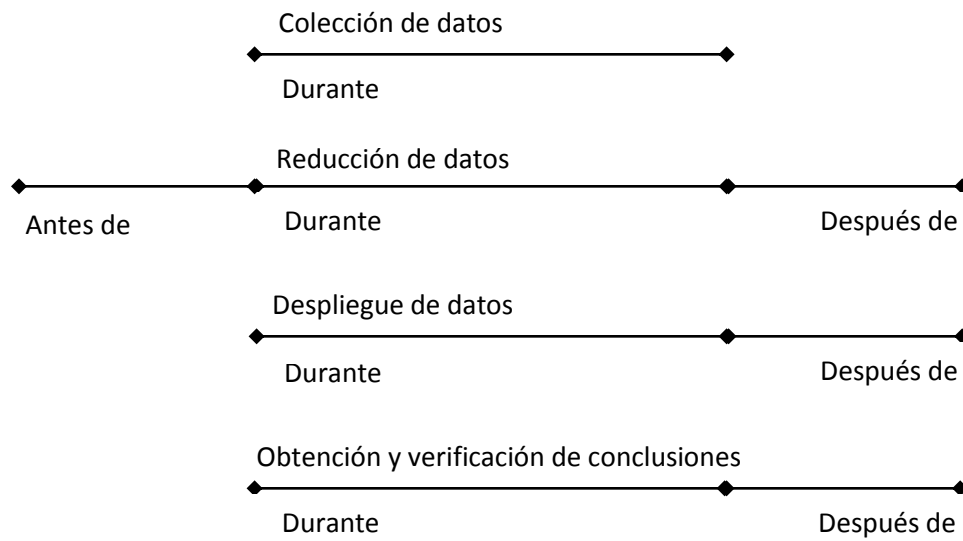 Colección de datos
Durante
Reducción de datos
Antes de
Durante
Después de
Despliegue de datos
Durante
Después de
Obtención y verificación de conclusiones
Durante
Después de